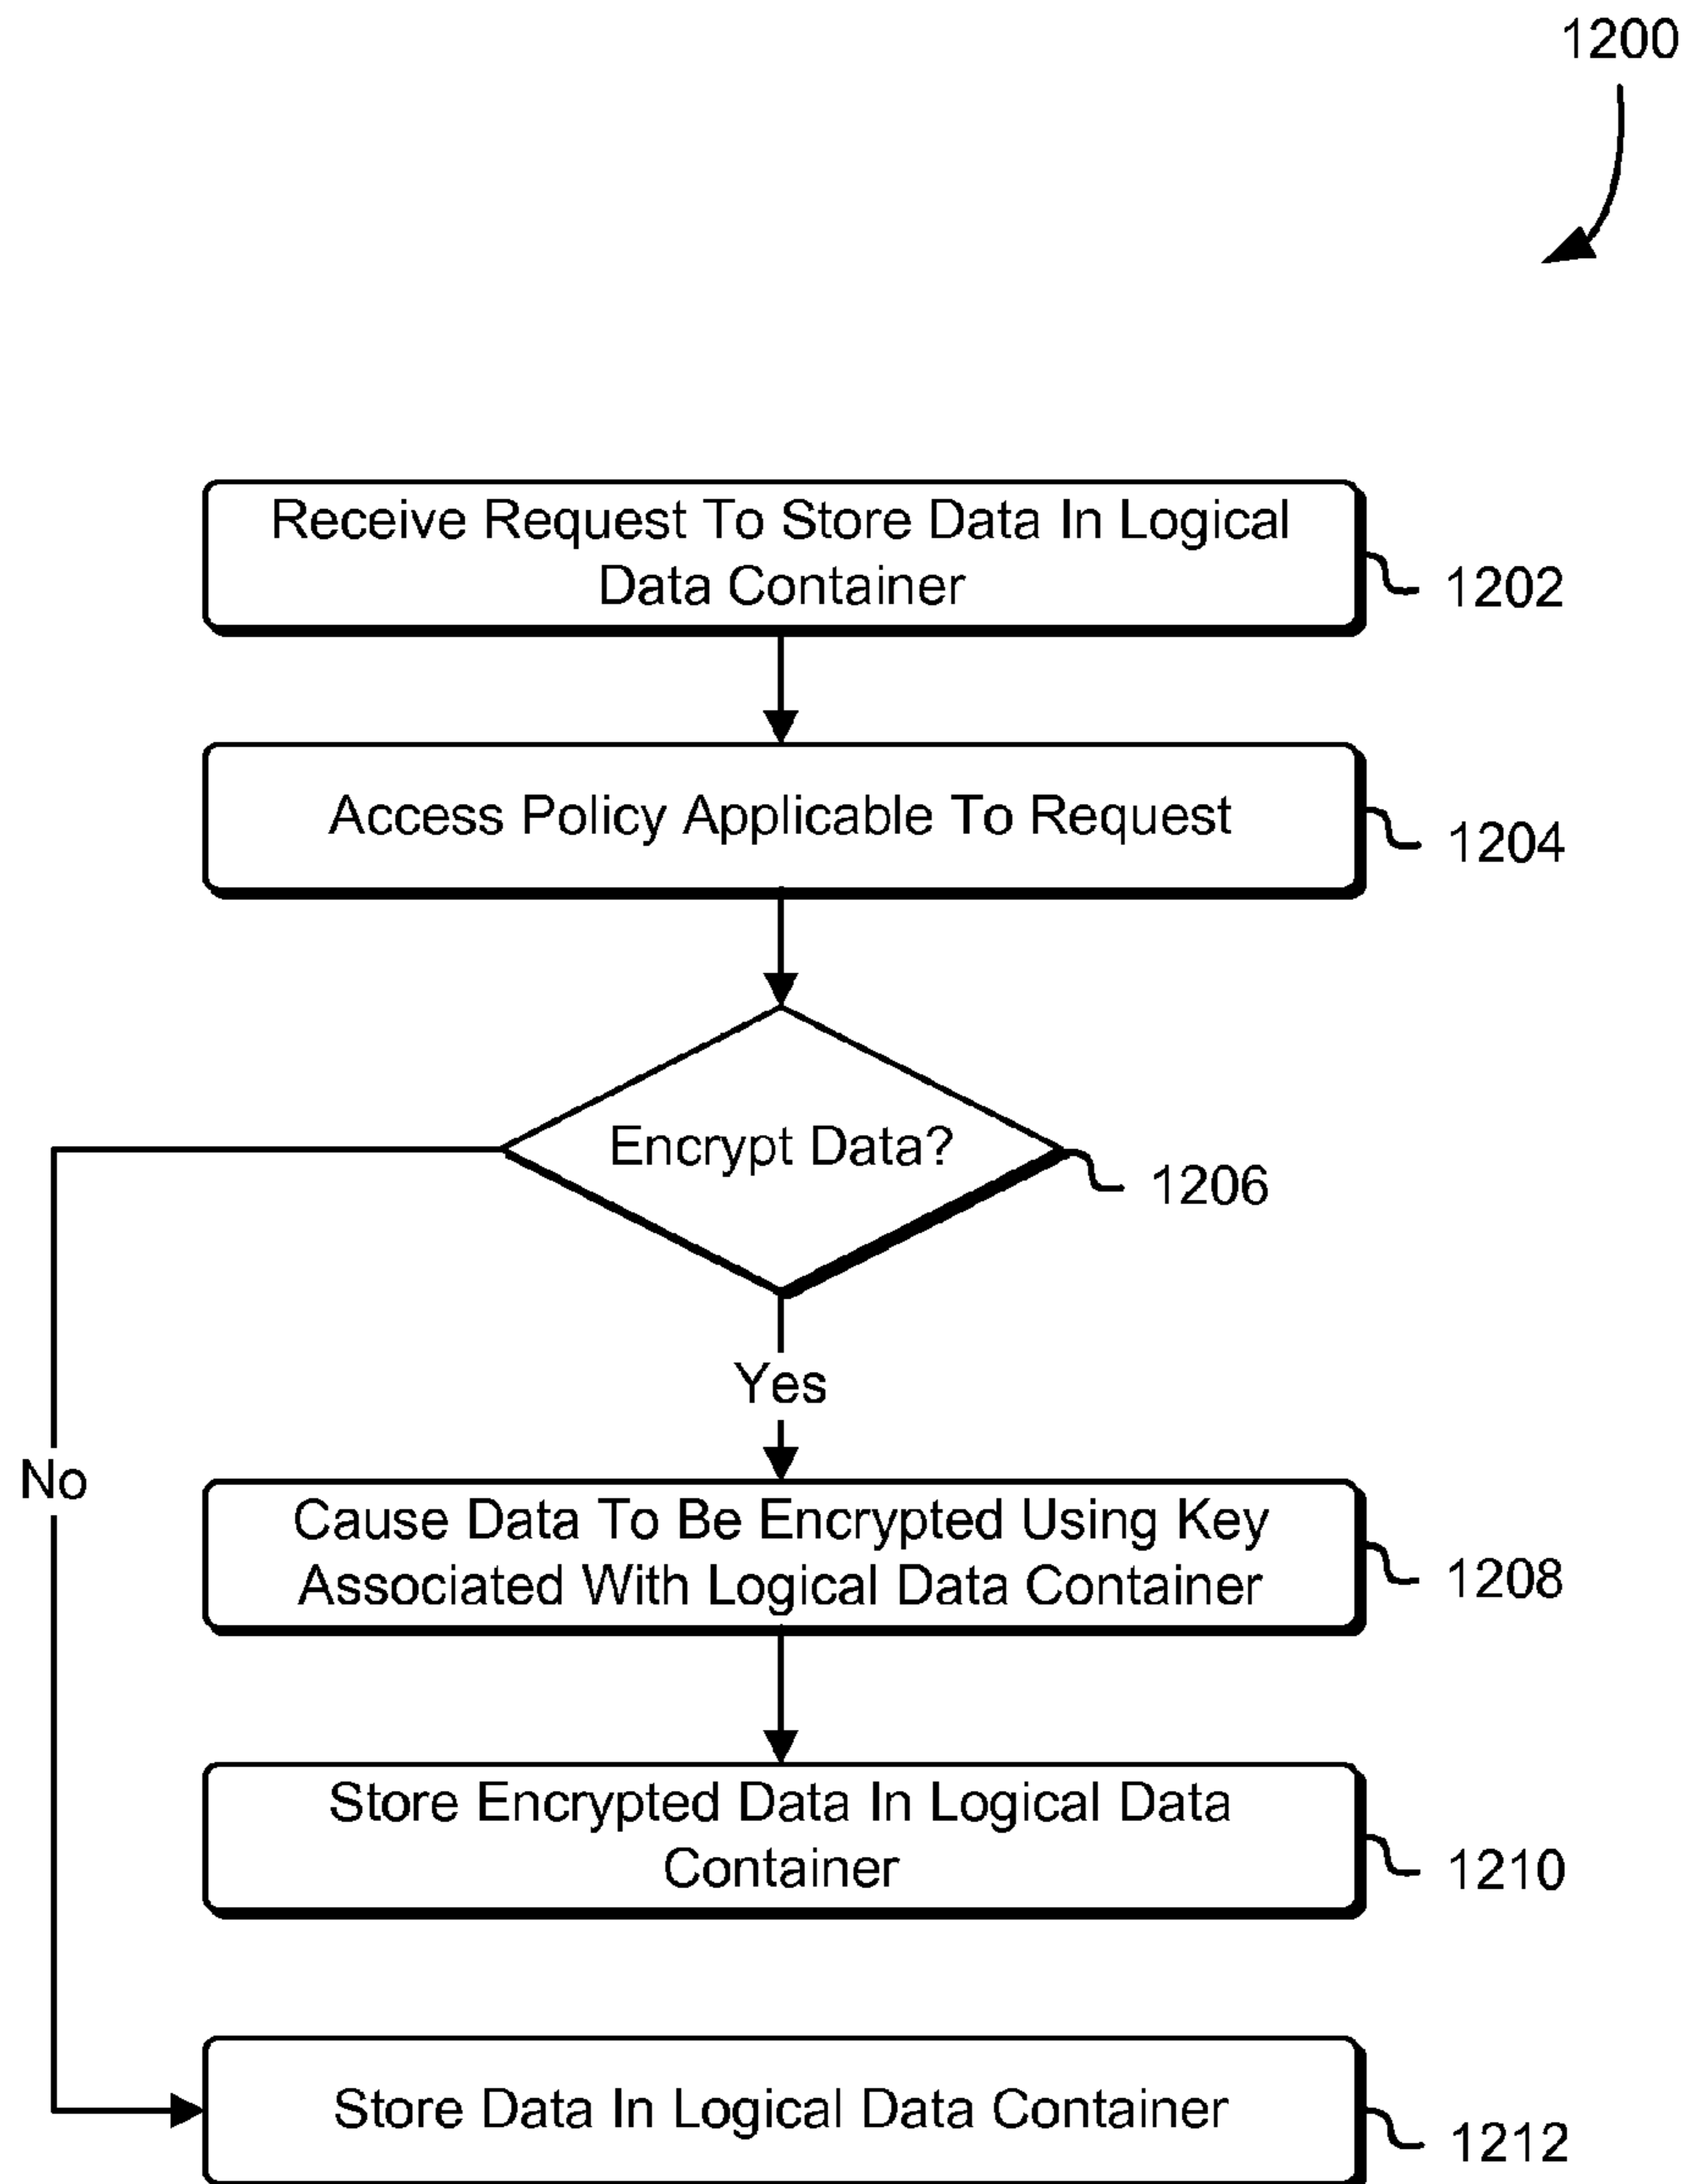 1200
Receive Request To Store Data In Logical
Data Container
1202
Access Policy Applicable To Request
1204
Encrypt Data?
1206
Yes
No
Cause Data To Be Encrypted Using Key
Associated With Logical Data Container
1208
Store Encrypted Data In Logical Data
Container
1210
Store Data In Logical Data Container
1212